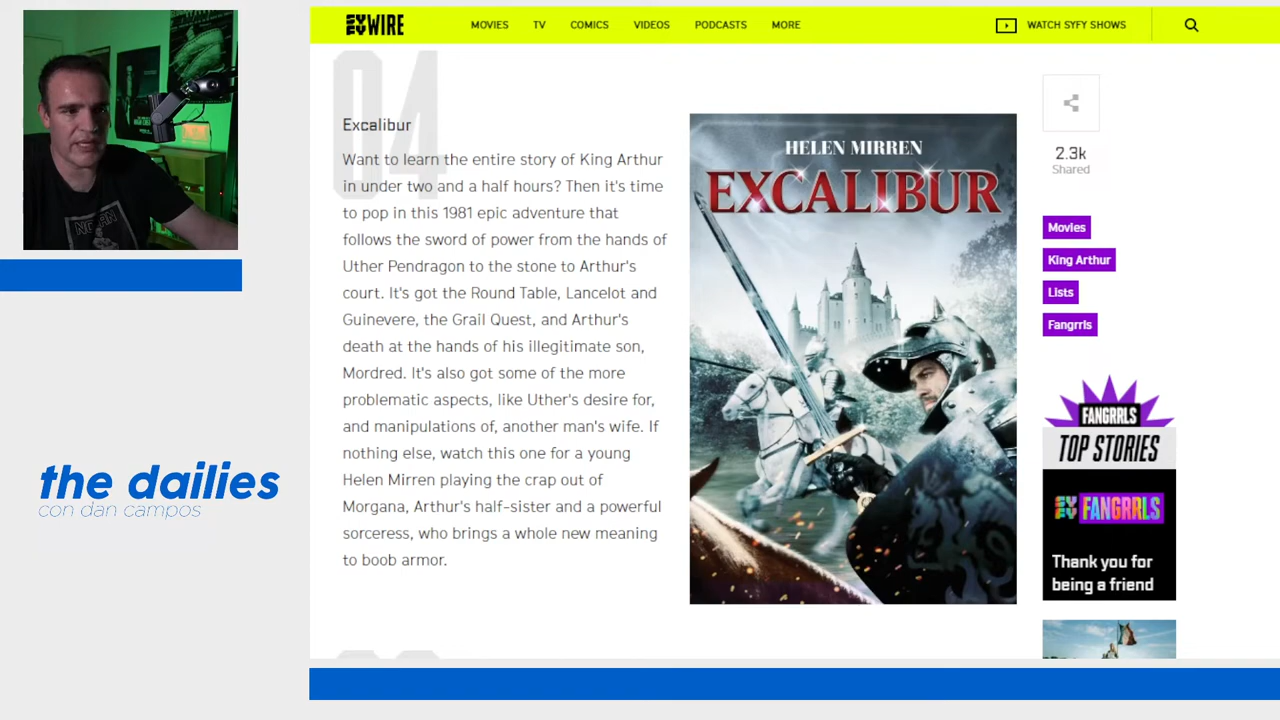 SYFY WIRE
MOVIES
TV
COMICS
VIDEOS
PODCASTS
MORE
WATCH SYFY SHOWS
04
Excalibur
Want to learn the entire story of King Arthur
in under two and a half hours? Then it's time
to pop in this 1981 epic adventure that
follows the sword of power from the hands of
Uther Pendragon to the stone to Arthur's
court. It's got the Round Table, Lancelot and
Guinevere, the Grail Quest, and Arthur's
death at the hands of his illegitimate son,
Mordred. It's also got some of the more
problematic aspects, like Uther's desire for,
and manipulations of, another man's wife. If
nothing else, watch this one for a young
Helen Mirren playing the crap out of
Morgana, Arthur's half-sister and a powerful
sorceress, who brings a whole new meaning
to boob armor.
HELEN MIRREN
EXCALIBUR
2.3k
Shared
Movies
King Arthur
Lists
Fangrrls
FANGRRLS
TOP STORIES
SYFY FANGRRLS
Thank you for
being a friend
the dailies
con dan campos